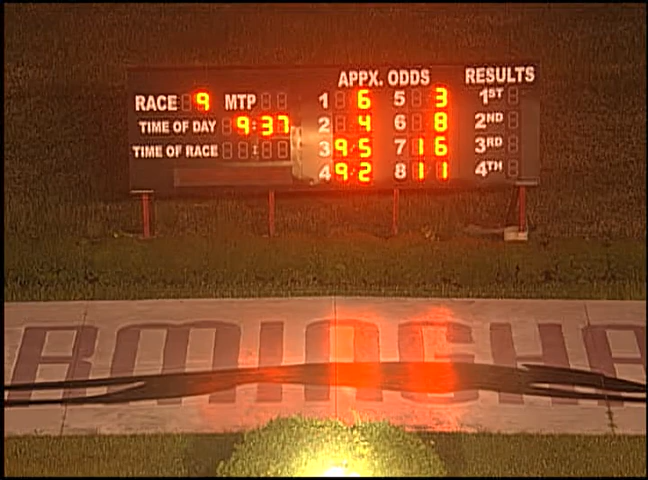 APPX. ODDS RESULTS
RACE 9 MTP 1 6 5 3 1ST
TIME OF DAY 9:37 2 4 6 8 2ND
TIME OF RACE 3 9-5 7 16 3RD
4 9-2 8 11 4TH
RMINGHA